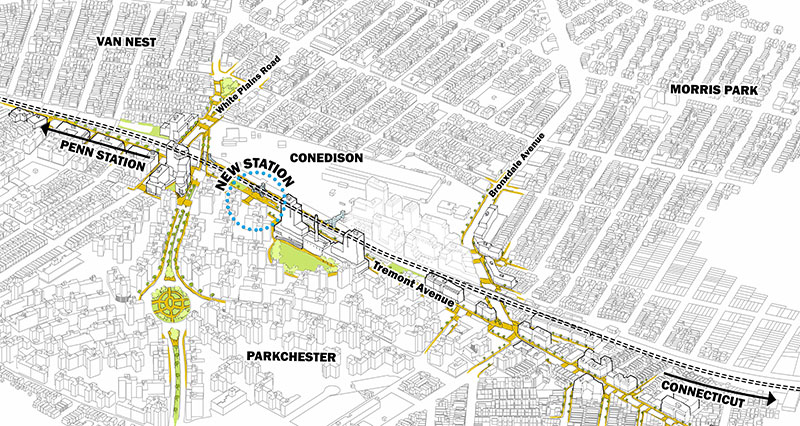 VAN NEST
White Plains Road
MORRIS PARK
PENN STATION
NEW STATION
CONEDISON
Bronxdale Avenue
Tremont Avenue
PARKCHESTER
CONNECTICUT